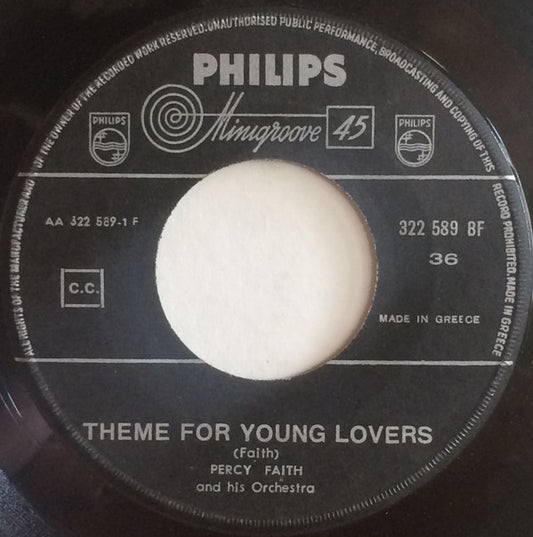 ALL RIGHTS OF THE MANUFACTURER AND OF THE OWNER OF THE RECORDED WORK RESERVED. UNAUTHORISED PUBLIC PERFORMANCE, BROADCASTING AND COPYING OF THIS RECORD PROHIBITED. MADE IN GREECE
PHILIPS
Minigroove 45
PHILIPS
PHILIPS
AA 322 589-1 F
322 589 BF
36
C.C.
MADE IN GREECE
THEME FOR YOUNG LOVERS
(Faith)
PERCY FAITH
and his Orchestra